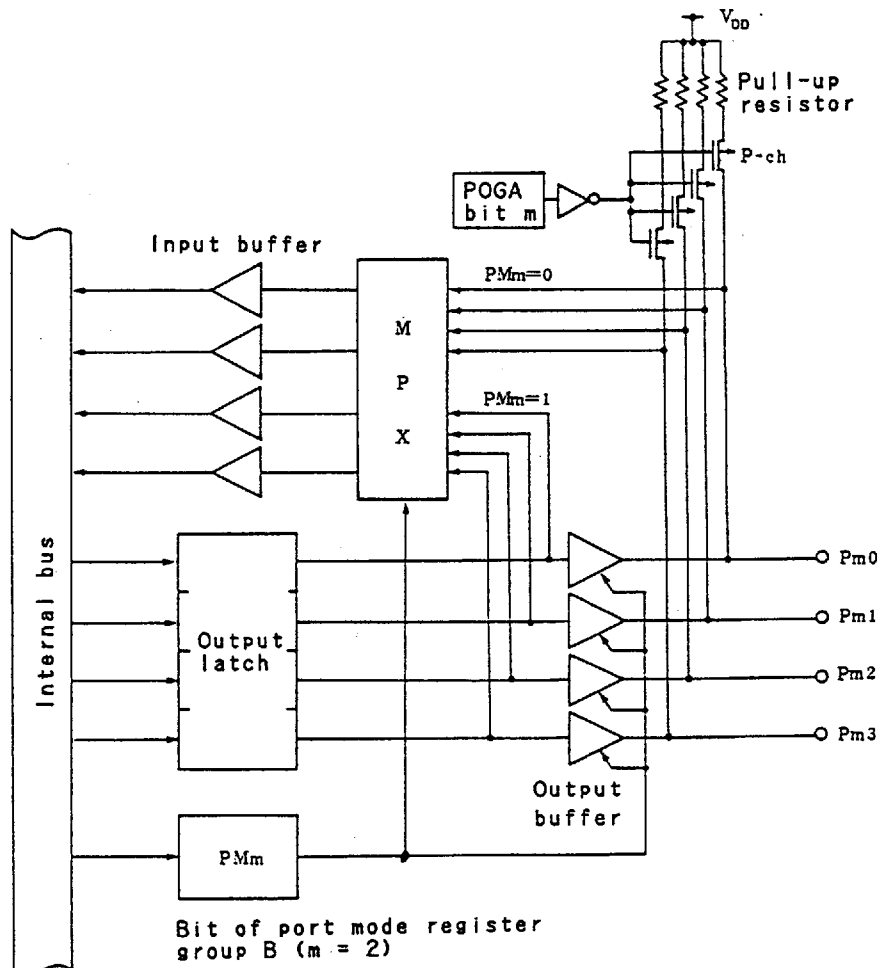 V_DD
Pull-up
resistor
P-ch
POGA
bit m
Input buffer
PMm=0
M
P
X
PMm=1
Internal bus
Output
latch
Pm0
Pm1
Pm2
Pm3
Output
buffer
PMm
Bit of port mode register
group B (m = 2)